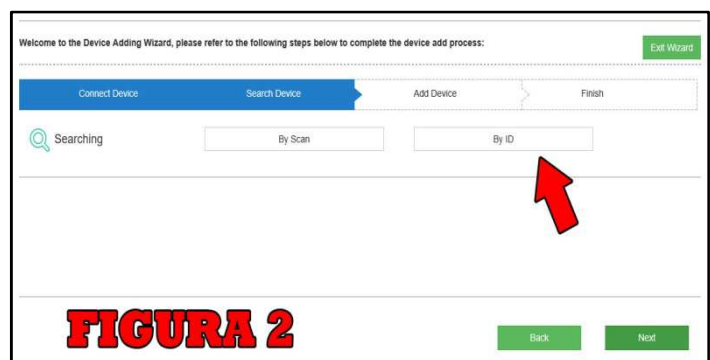 Welcome to the Device Adding Wizard, please refer to the following steps below to complete the device add process:
Exit Wizard
Connect Device
Search Device
Add Device
Finish
Searching
By Scan
By ID
FIGURA 2
Back
Next